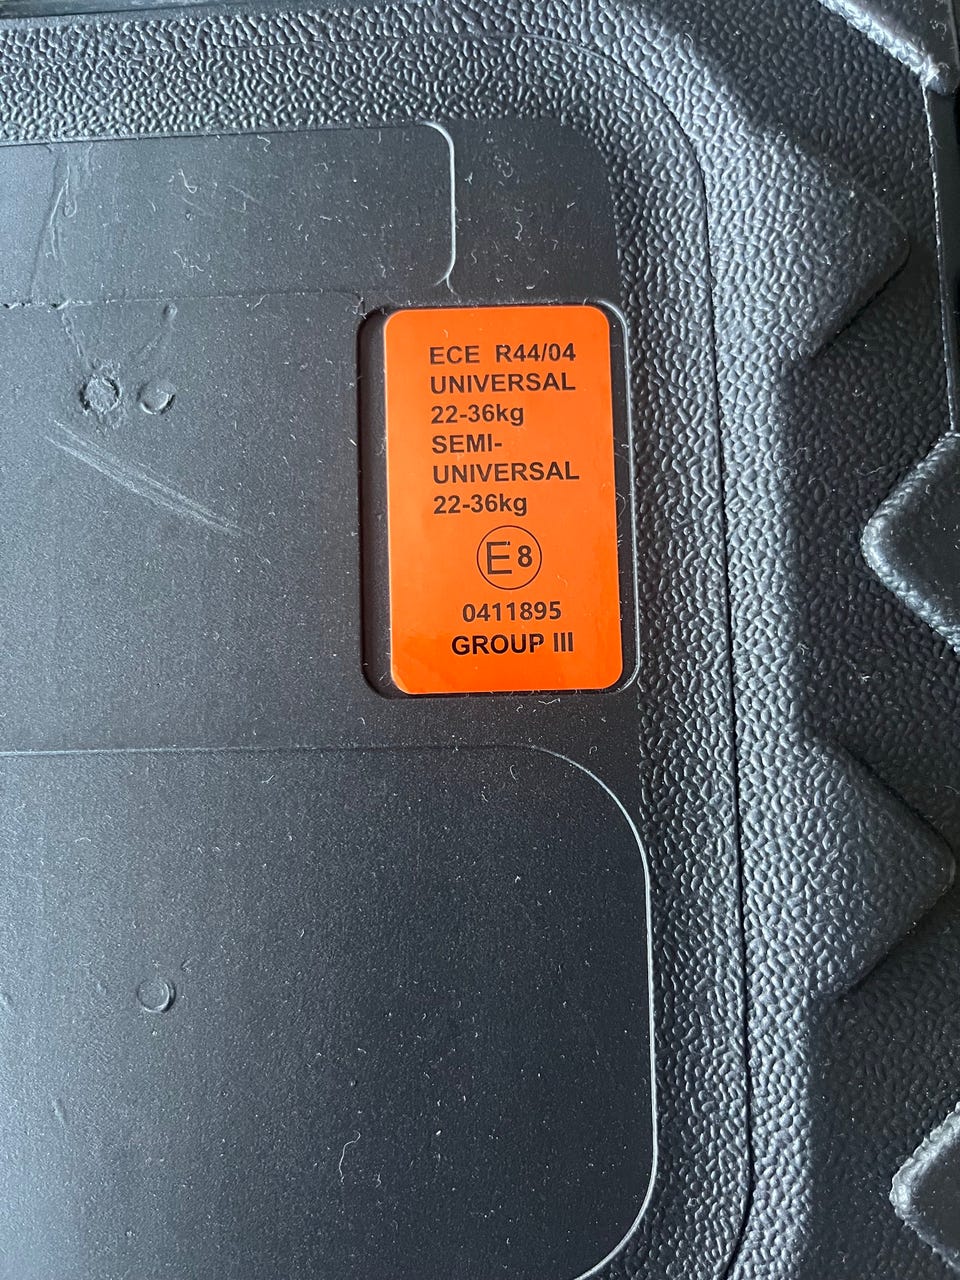 ECE R44/04
UNIVERSAL
22-36kg
SEMI-
UNIVERSAL
22-36kg
E8
0411895
GROUP III